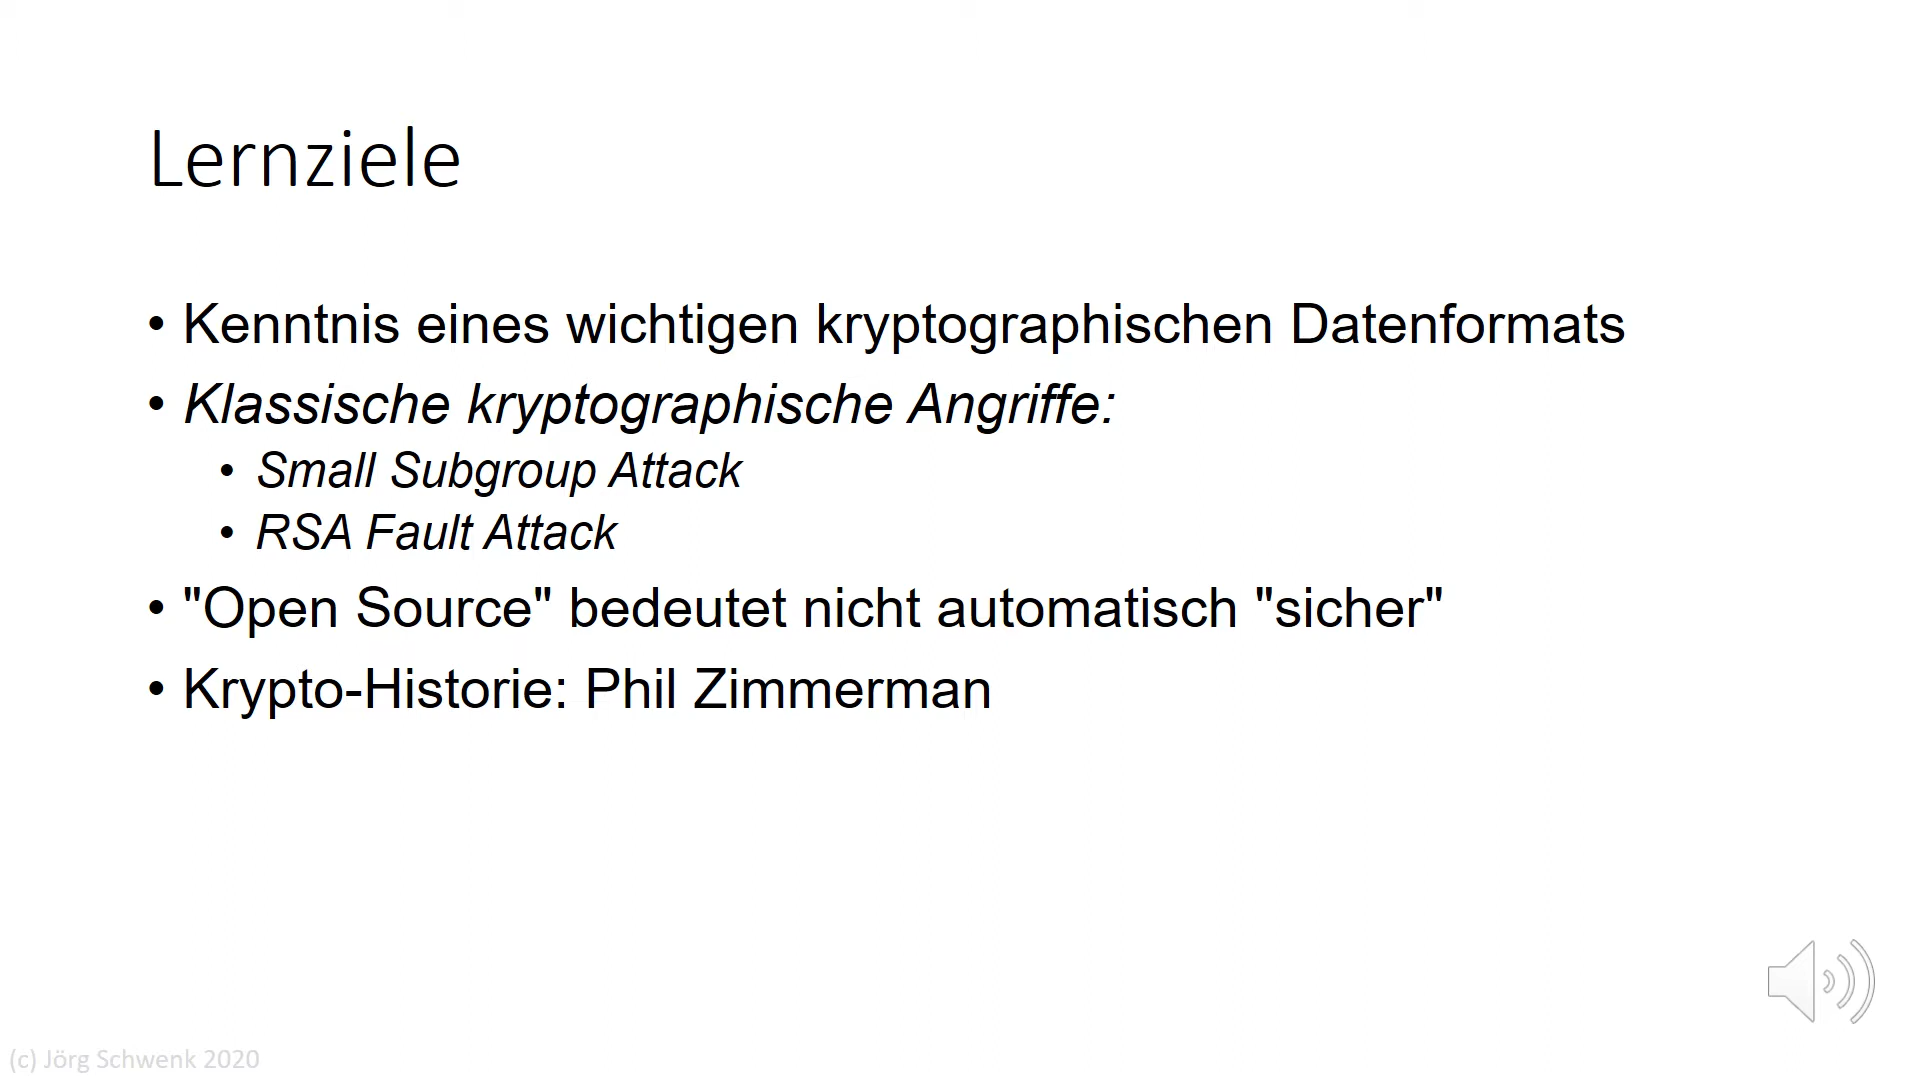 Lernziele
• Kenntnis eines wichtigen kryptographischen Datenformats
• Klassische kryptographische Angriffe:
• Small Subgroup Attack
• RSA Fault Attack
• "Open Source" bedeutet nicht automatisch "sicher"
• Krypto-Historie: Phil Zimmerman
(c) Jörg Schwenk 2020